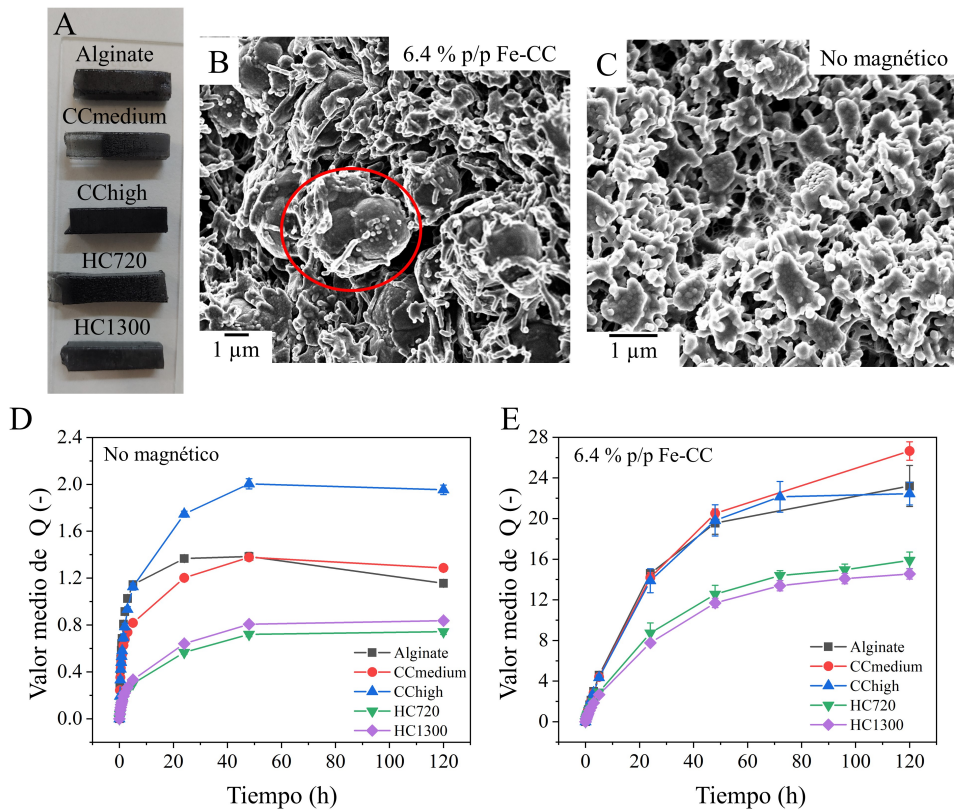 A
Alginate
CCmedium
CChigh
HC720
HC1300
B
6.4 % p/p Fe-CC
1 µm
C
No magnético
1 µm
D
No magnético
Valor medio de Q (-)
2.4
2.0
1.6
1.2
0.8
0.4
0.0
0 20 40 60 80 100 120
Tiempo (h)
Alginate
CCmedium
CChigh
HC720
HC1300
E
6.4 % p/p Fe-CC
Valor medio de Q (-)
28
24
20
16
12
8
4
0
0 20 40 60 80 100 120
Tiempo (h)
Alginate
CCmedium
CChigh
HC720
HC1300